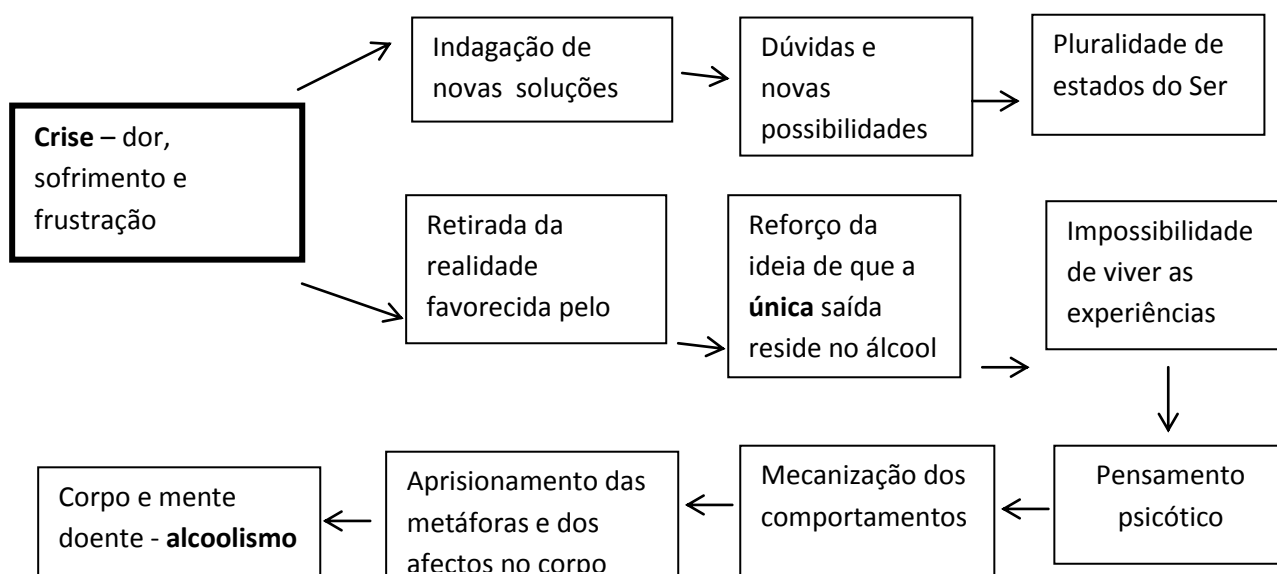 Crise – dor,
sofrimento e
frustração
Indagação de
novas soluções
Dúvidas e
novas
possibilidades
Pluralidade de
estados do Ser
Retirada da
realidade
favorecida pelo
Reforço da
ideia de que a
única saída
reside no álcool
Impossibilidade
de viver as
experiências
Pensamento
psicótico
Mecanização dos
comportamentos
Aprisionamento das
metáforas e dos
afectos no corpo
Corpo e mente
doente - alcoolismo